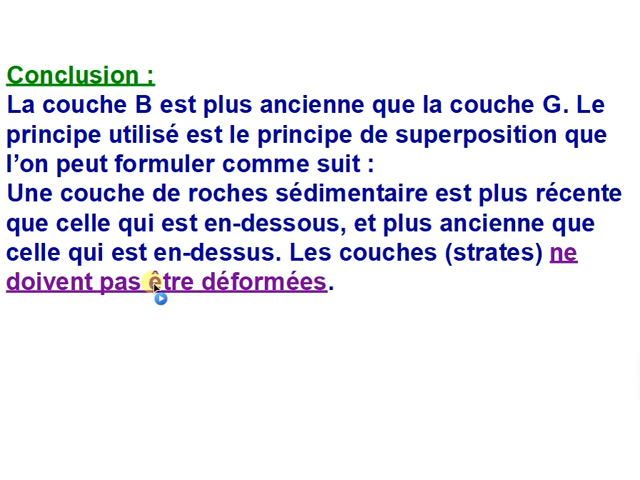 Conclusion :
La couche B est plus ancienne que la couche G. Le
principe utilisé est le principe de superposition que
l’on peut formuler comme suit :
Une couche de roches sédimentaire est plus récente
que celle qui est en-dessous, et plus ancienne que
celle qui est en-dessus. Les couches (strates) ne
doivent pas être déformées.